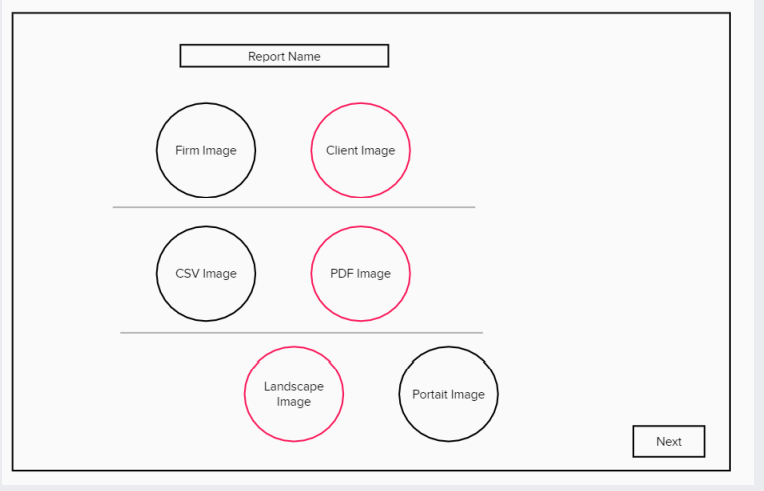 Report Name
Firm Image
Client Image
CSV Image
PDF Image
Landscape
Image
Portait Image
Next